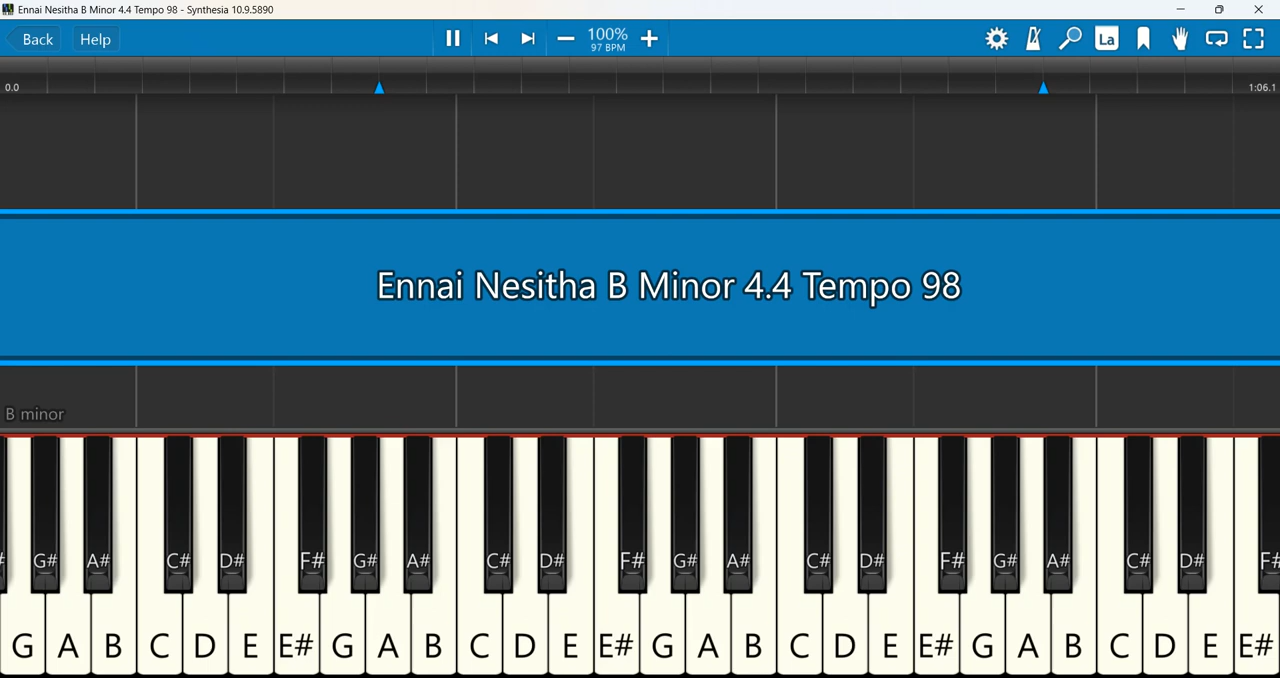 Ennai Nesitha B Minor 4.4 Tempo 98 - Synthesia 10.9.5890
Back Help 100% La
97 BPM
0.0 1:06.1
Ennai Nesitha B Minor 4.4 Tempo 98
B minor
# G# A# C# D# F# G# A# C# D# F# G# A# C# D# F# G# A# C# D# F#
G A B C D E E# G A B C D E E# G A B C D E E# G A B C D E E#